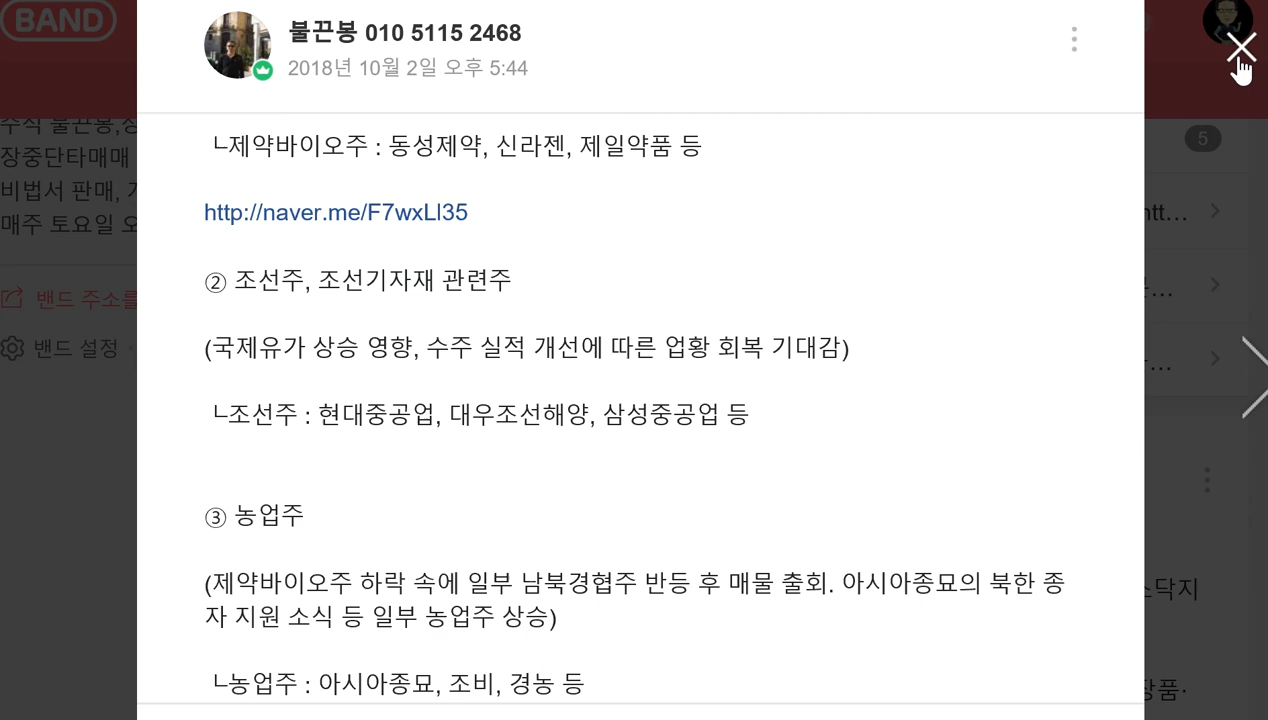 BAND
불끈봉 010 5115 2468
2018년 10월 2일 오후 5:44
수식 불끈봉,
장중단타매매
비법서 판매,
매주 토요일 오
밴드 주소를
밴드 설정
5
└제약바이오주 : 동성제약, 신라젠, 제일약품 등
http://naver.me/F7wxLI35
② 조선주, 조선기자재 관련주
(국제유가 상승 영향, 수주 실적 개선에 따른 업황 회복 기대감)
└조선주 : 현대중공업, 대우조선해양, 삼성중공업 등
③ 농업주
(제약바이오주 하락 속에 일부 남북경협주 반등 후 매물 출회. 아시아종묘의 북한 종
자 지원 소식 등 일부 농업주 상승)
└농업주 : 아시아종묘, 조비, 경농 등